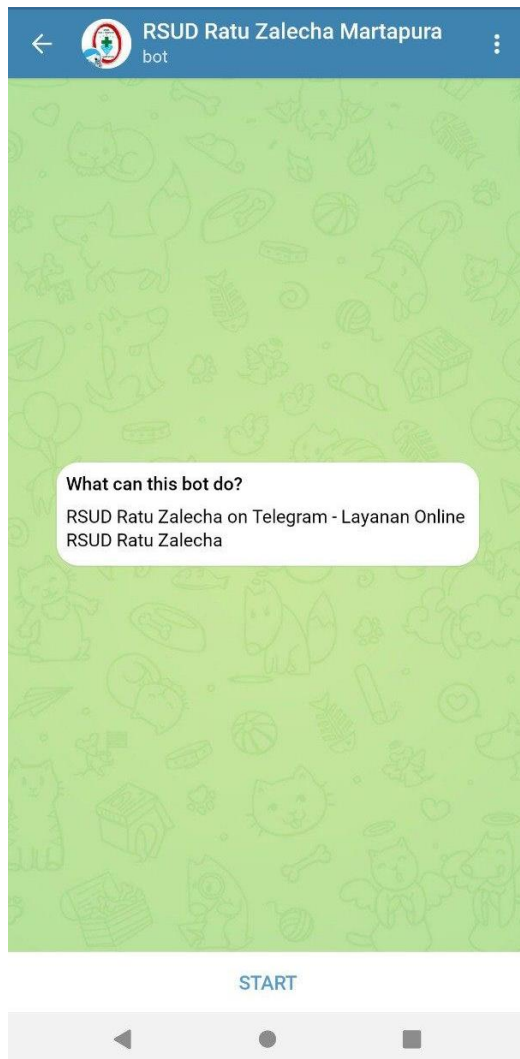 RSUD Ratu Zalecha Martapura
bot
What can this bot do?
RSUD Ratu Zalecha on Telegram - Layanan Online
RSUD Ratu Zalecha
START